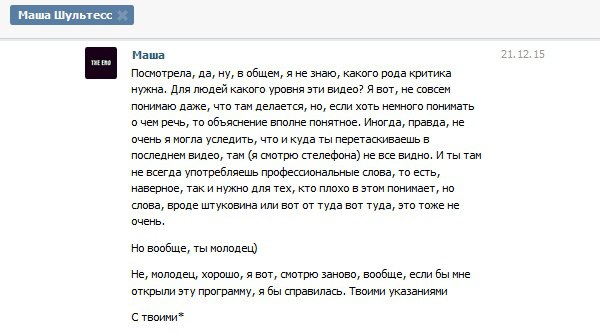 Маша Шультесс ×
THE END
Маша
21.12.15
Посмотрела, да, ну, в общем, я не знаю, какого рода критика
нужна. Для людей какого уровня эти видео? Я вот, не совсем
понимаю даже, что там делается, но, если хоть немного понимать
о чем речь, то объяснение вполне понятное. Иногда, правда, не
очень я могла уследить, что и куда ты перетаскиваешь в
последнем видео, там (я смотрю стелефона) не все видно. И ты там
не всегда употребляешь профессиональные слова, то есть,
наверное, так и нужно для тех, кто плохо в этом понимает, но
слова, вроде штуковина или вот от туда вот туда, это тоже не
очень.
Но вообще, ты молодец)
Не, молодец, хорошо, я вот, смотрю заново, вообще, если бы мне
открыли эту программу, я бы справилась. Твоими указаниями
С твоими*